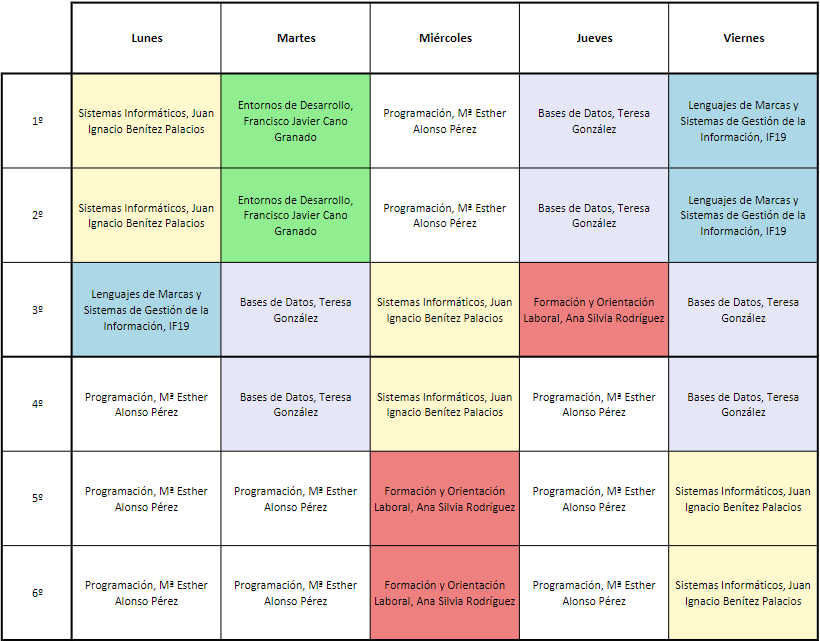 Lunes Martes Miércoles Jueves Viernes
1º
Sistemas Informáticos, Juan
Ignacio Benítez Palacios
Entornos de Desarrollo,
Francisco Javier Cano
Granado
Programación, Mª Esther
Alonso Pérez
Bases de Datos, Teresa
González
Lenguajes de Marcas y
Sistemas de Gestión de la
Información, IF19
2º
Sistemas Informáticos, Juan
Ignacio Benítez Palacios
Entornos de Desarrollo,
Francisco Javier Cano
Granado
Programación, Mª Esther
Alonso Pérez
Bases de Datos, Teresa
González
Lenguajes de Marcas y
Sistemas de Gestión de la
Información, IF19
3º
Lenguajes de Marcas y
Sistemas de Gestión de la
Información, IF19
Bases de Datos, Teresa
González
Sistemas Informáticos, Juan
Ignacio Benítez Palacios
Formación y Orientación
Laboral, Ana Silvia Rodríguez
Bases de Datos, Teresa
González
4º
Programación, Mª Esther
Alonso Pérez
Bases de Datos, Teresa
González
Sistemas Informáticos, Juan
Ignacio Benítez Palacios
Programación, Mª Esther
Alonso Pérez
Bases de Datos, Teresa
González
5º
Programación, Mª Esther
Alonso Pérez
Programación, Mª Esther
Alonso Pérez
Formación y Orientación
Laboral, Ana Silvia Rodríguez
Programación, Mª Esther
Alonso Pérez
Sistemas Informáticos, Juan
Ignacio Benítez Palacios
6º
Programación, Mª Esther
Alonso Pérez
Programación, Mª Esther
Alonso Pérez
Formación y Orientación
Laboral, Ana Silvia Rodríguez
Programación, Mª Esther
Alonso Pérez
Sistemas Informáticos, Juan
Ignacio Benítez Palacios